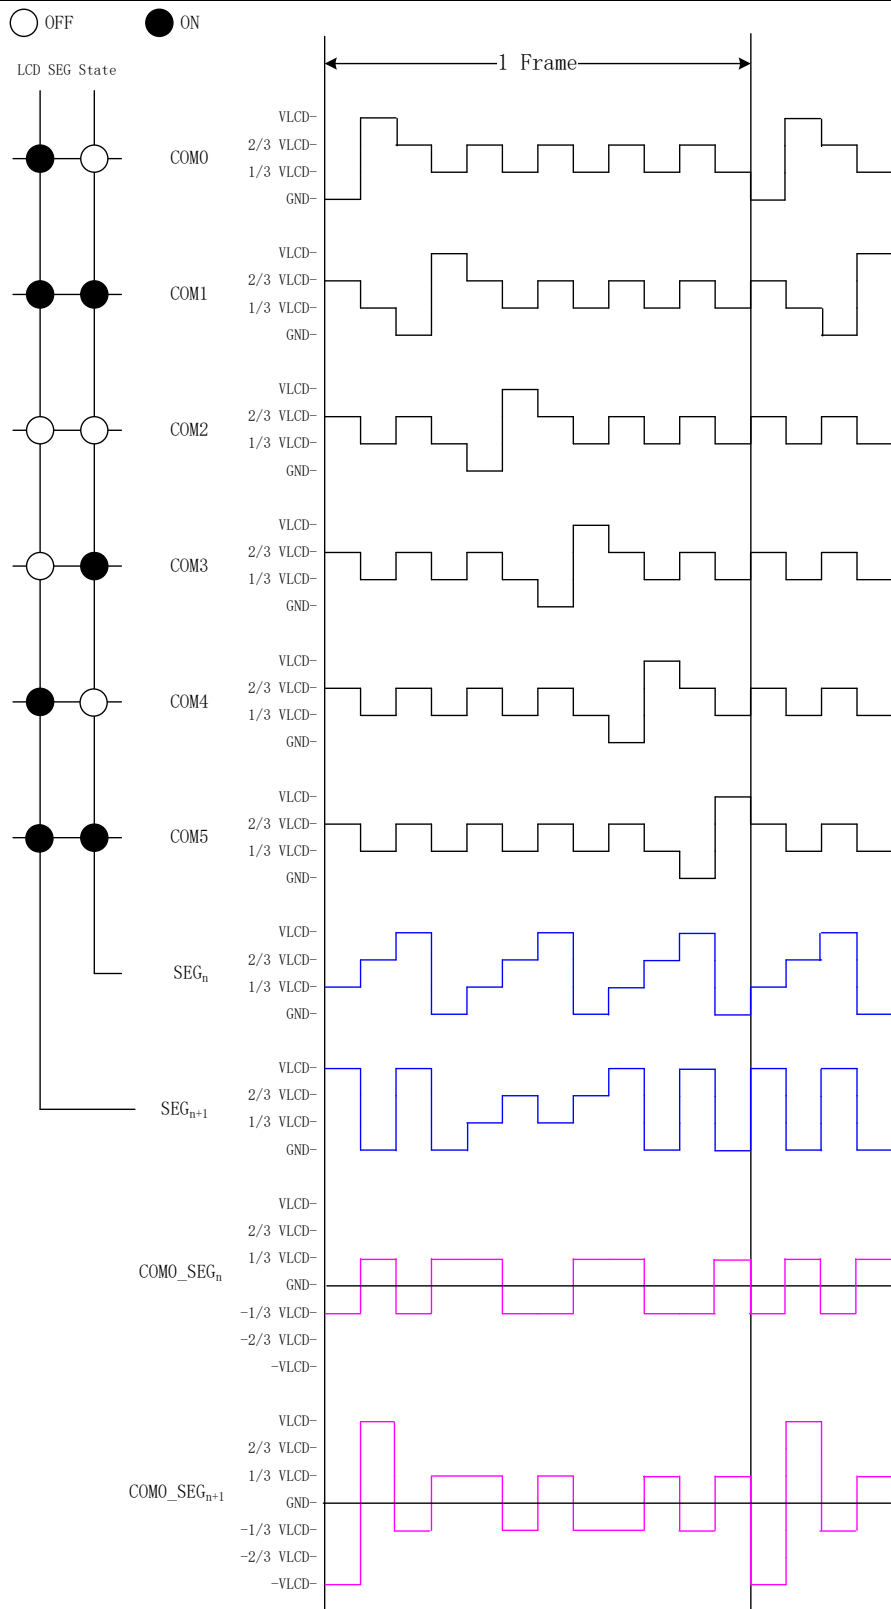 OFF ON
1 Frame
LCD SEG State
VLCD-
2/3 VLCD-
COM0
1/3 VLCD-
GND-
VLCD-
2/3 VLCD-
COM1
1/3 VLCD-
GND-
VLCD-
2/3 VLCD-
COM2
1/3 VLCD-
GND-
VLCD-
2/3 VLCD-
COM3
1/3 VLCD-
GND-
VLCD-
2/3 VLCD-
COM4
1/3 VLCD-
GND-
VLCD-
2/3 VLCD-
COM5
1/3 VLCD-
GND-
VLCD-
2/3 VLCD-
SEGn
1/3 VLCD-
GND-
VLCD-
2/3 VLCD-
SEGn+1
1/3 VLCD-
GND-
VLCD-
2/3 VLCD-
1/3 VLCD-
COM0_SEGn
GND-
-1/3 VLCD-
-2/3 VLCD-
-VLCD-
VLCD-
2/3 VLCD-
1/3 VLCD-
COM0_SEGn+1
GND-
-1/3 VLCD-
-2/3 VLCD-
-VLCD-